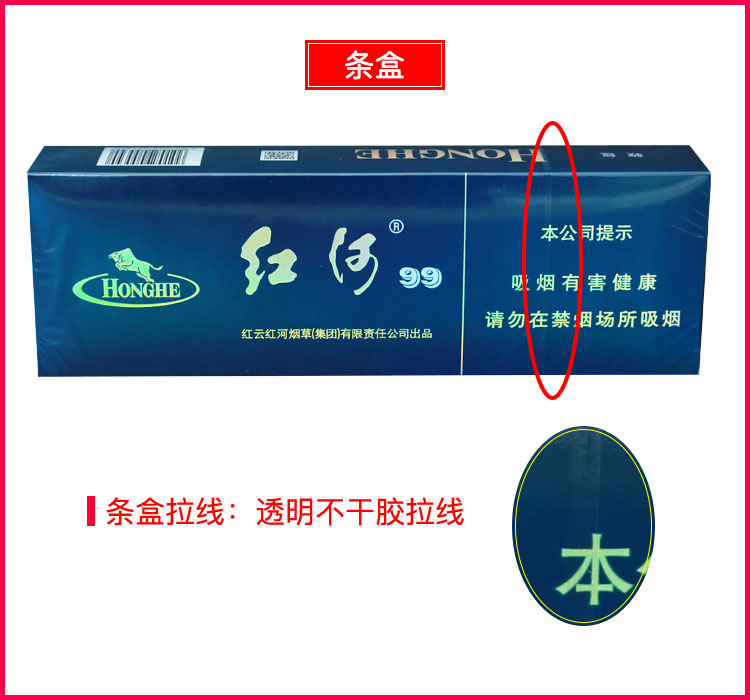 条盒
HONGHE
软包
红河®
99
HONGHE
红云红河烟草(集团)有限责任公司出品
本公司提示
吸烟有害健康
请勿在禁烟场所吸烟
条盒拉线：透明不干胶拉线
本